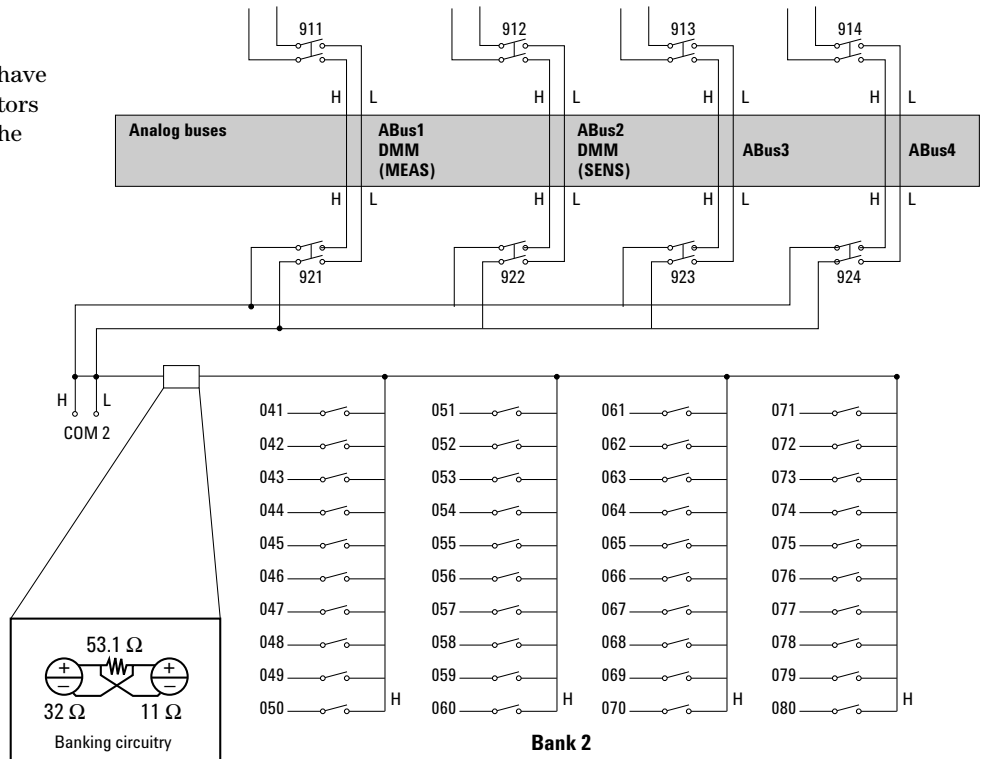 have
tors
he
911 912 913 914
H L H L H L H L
Analog buses
ABus1
DMM
(MEAS)
ABus2
DMM
(SENS)
ABus3
ABus4
H L H L H L H L
921 922 923 924
H L
COM 2
041 051 061 071
042 052 062 072
043 053 063 073
044 054 064 074
045 055 065 075
046 056 066 076
047 057 067 077
048 058 068 078
049 059 069 079
H H H H
050 060 070 080
53.1 Ω
+ +
− −
32 Ω 11 Ω
Banking circuitry
Bank 2